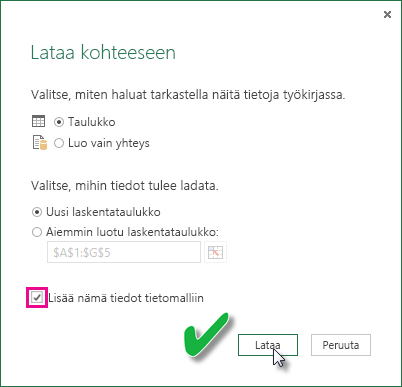 Lataa kohteeseen
Valitse, miten haluat tarkastella näitä tietoja työkirjassa.
Taulukko
Luo vain yhteys
Valitse, mihin tiedot tulee ladata.
Uusi laskentataulukko
Aiemmin luotu laskentataulukko:
$A$1:$G$5
Lisää nämä tiedot tietomalliin
Lataa Peruuta